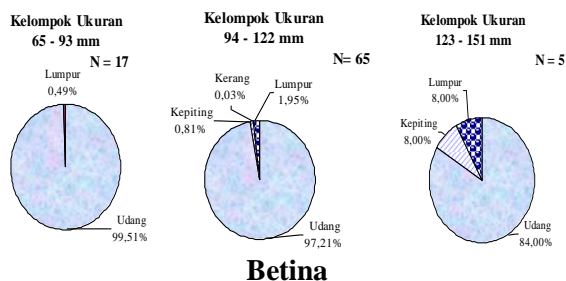 Kelompok Ukuran
65 - 93 mm
N = 17
Lumpur
0,49%
Udang
99,51%
Kelompok Ukuran
94 - 122 mm
N= 65
Kerang
0,03%
Lumpur
1,95%
Kepiting
0,81%
Udang
97,21%
Kelompok Ukuran
123 - 151 mm
N = 5
Lumpur
8,00%
Kepiting
8,00%
Udang
84,00%
Betina